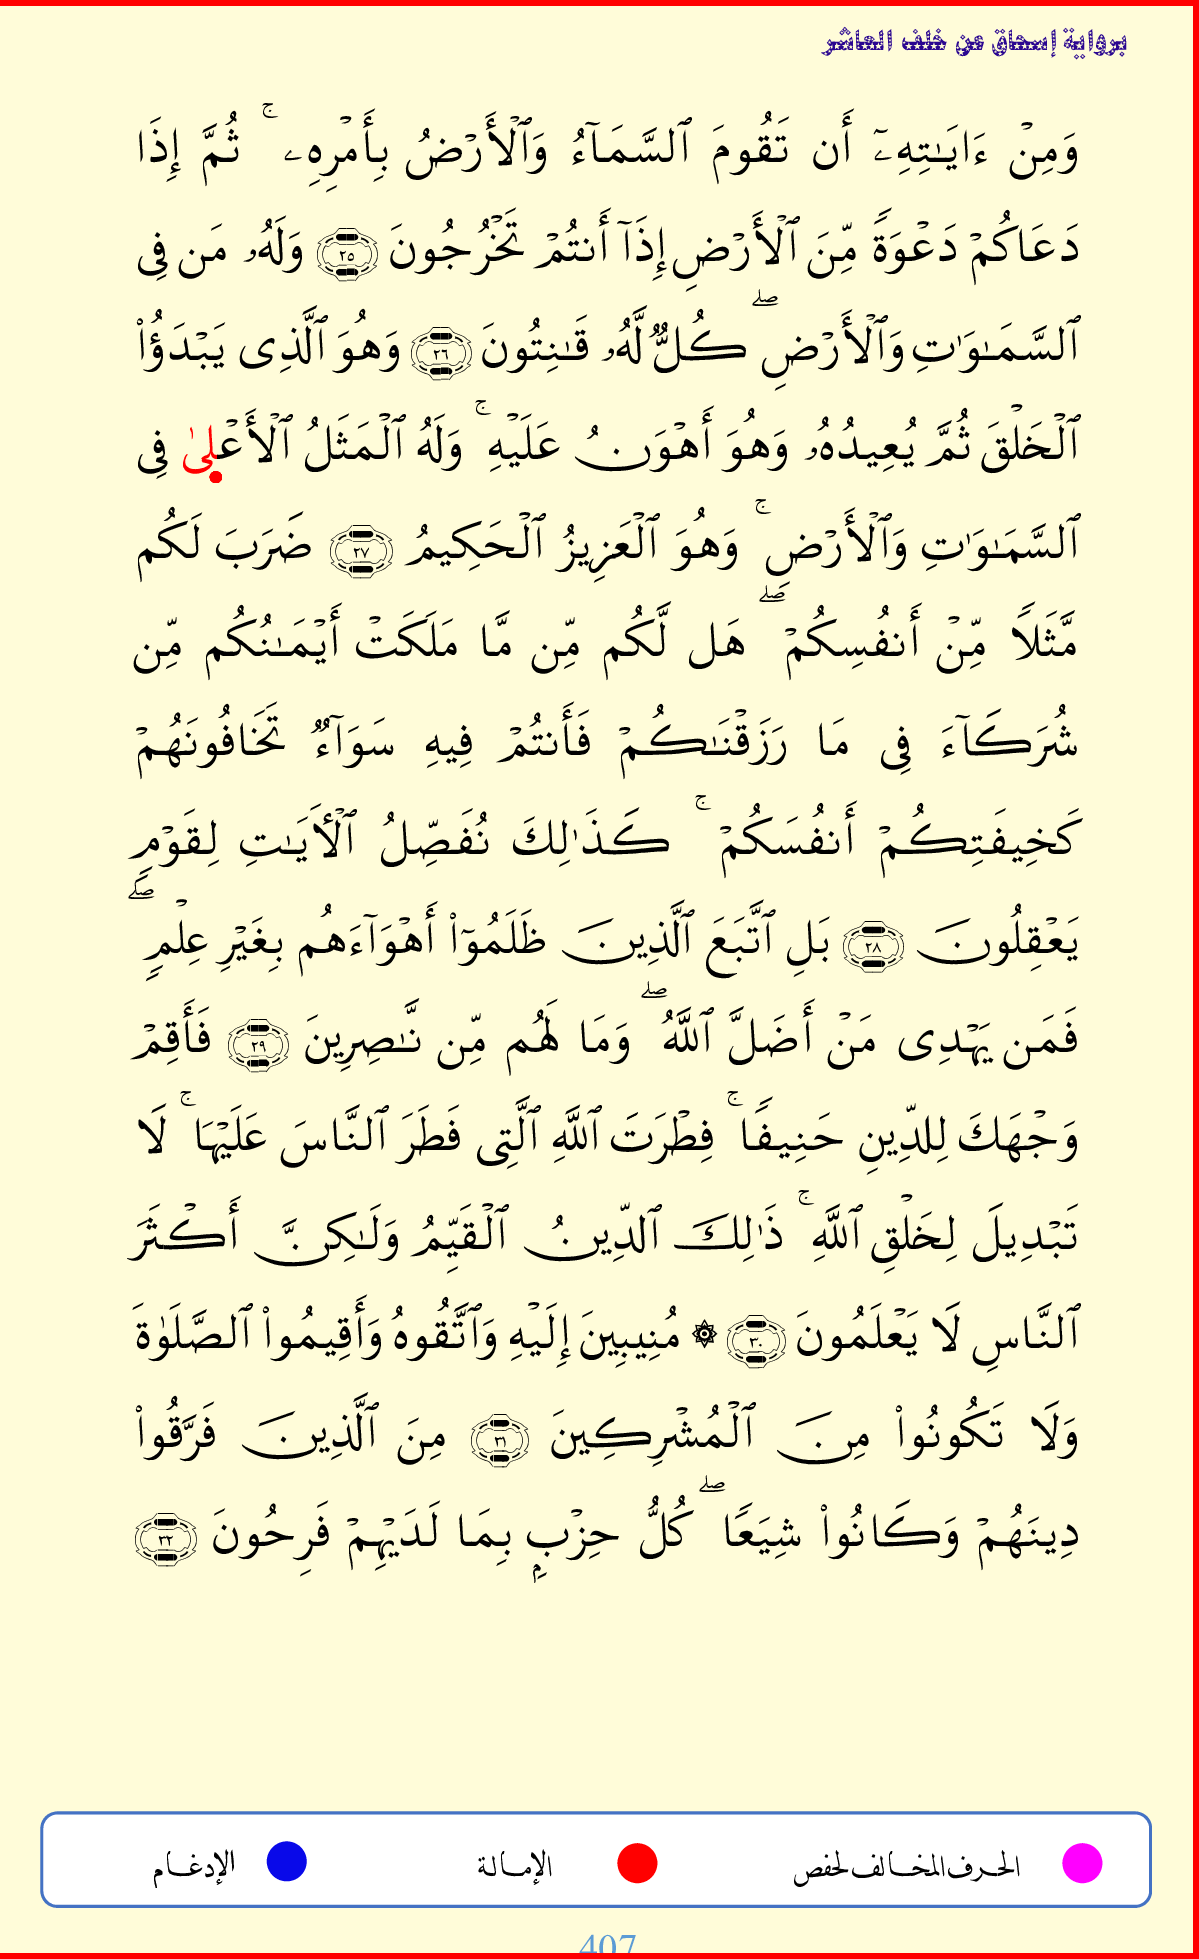 برواية إسحاق عن خلف العاشر
وَمِنۡ ءَايَـٰتِهِۦٓ أَن تَقُومَ ٱلسَّمَآءُ وَٱلۡأَرۡضُ بِأَمۡرِهِۦۚ ثُمَّ إِذَا
دَعَاكُمۡ دَعۡوَةً مِّنَ ٱلۡأَرۡضِ إِذَآ أَنتُمۡ تَخۡرُجُونَ ٢٥ وَلَهُۥ مَن فِى
ٱلسَّمَـٰوَٰتِ وَٱلۡأَرۡضِۖ كُلٌّ لَّهُۥ قَـٰنِتُونَ ٢٦ وَهُوَ ٱلَّذِى يَبۡدَؤُا۟
ٱلۡخَلۡقَ ثُمَّ يُعِيدُهُۥ وَهُوَ أَهۡوَنُ عَلَيۡهِۚ وَلَهُ ٱلۡمَثَلُ ٱلۡأَعۡلىٰ فِى
ٱلسَّمَـٰوَٰتِ وَٱلۡأَرۡضِۚ وَهُوَ ٱلۡعَزِيزُ ٱلۡحَكِيمُ ٢٧ ضَرَبَ لَكُم
مَّثَلًا مِّنۡ أَنفُسِكُمۡۖ هَل لَّكُم مِّن مَّا مَلَكَتۡ أَيۡمَـٰنُكُم مِّن
شُرَكَآءَ فِى مَا رَزَقۡنَـٰكُمۡ فَأَنتُمۡ فِيهِ سَوَآءٌ تَخَافُونَهُمۡ
كَخِيفَتِكُمۡ أَنفُسَكُمۡۚ كَذَٰلِكَ نُفَصِّلُ ٱلۡأَيَـٰتِ لِقَوۡمٍ
يَعۡقِلُونَ ٢٨ بَلِ ٱتَّبَعَ ٱلَّذِينَ ظَلَمُوٓا۟ أَهۡوَآءَهُم بِغَيۡرِ عِلۡمٍۖ
فَمَن يَهۡدِى مَنۡ أَضَلَّ ٱللَّهُۖ وَمَا لَهُم مِّن نَّـٰصِرِينَ ٢٩ فَأَقِمۡ
وَجۡهَكَ لِلدِّينِ حَنِيفًاۚ فِطۡرَتَ ٱللَّهِ ٱلَّتِى فَطَرَ ٱلنَّاسَ عَلَيۡهَاۚ لَا
تَبۡدِيلَ لِخَلۡقِ ٱللَّهِۚ ذَٰلِكَ ٱلدِّينُ ٱلۡقَيِّمُ وَلَـٰكِنَّ أَكۡثَرَ
ٱلنَّاسِ لَا يَعۡلَمُونَ ٣٠ ۞ مُنِيبِينَ إِلَيۡهِ وَٱتَّقُوهُ وَأَقِيمُوا۟ ٱلصَّلَوٰةَ
وَلَا تَكُونُوا۟ مِنَ ٱلۡمُشۡرِكِينَ ٣١ مِنَ ٱلَّذِينَ فَرَّقُوا۟
دِينَهُمۡ وَكَانُوا۟ شِيَعًاۖ كُلُّ حِزۡبِۭ بِمَا لَدَيۡهِمۡ فَرِحُونَ ٣٢
الحرف المخالف لحفص الإمالة الإدغام
407